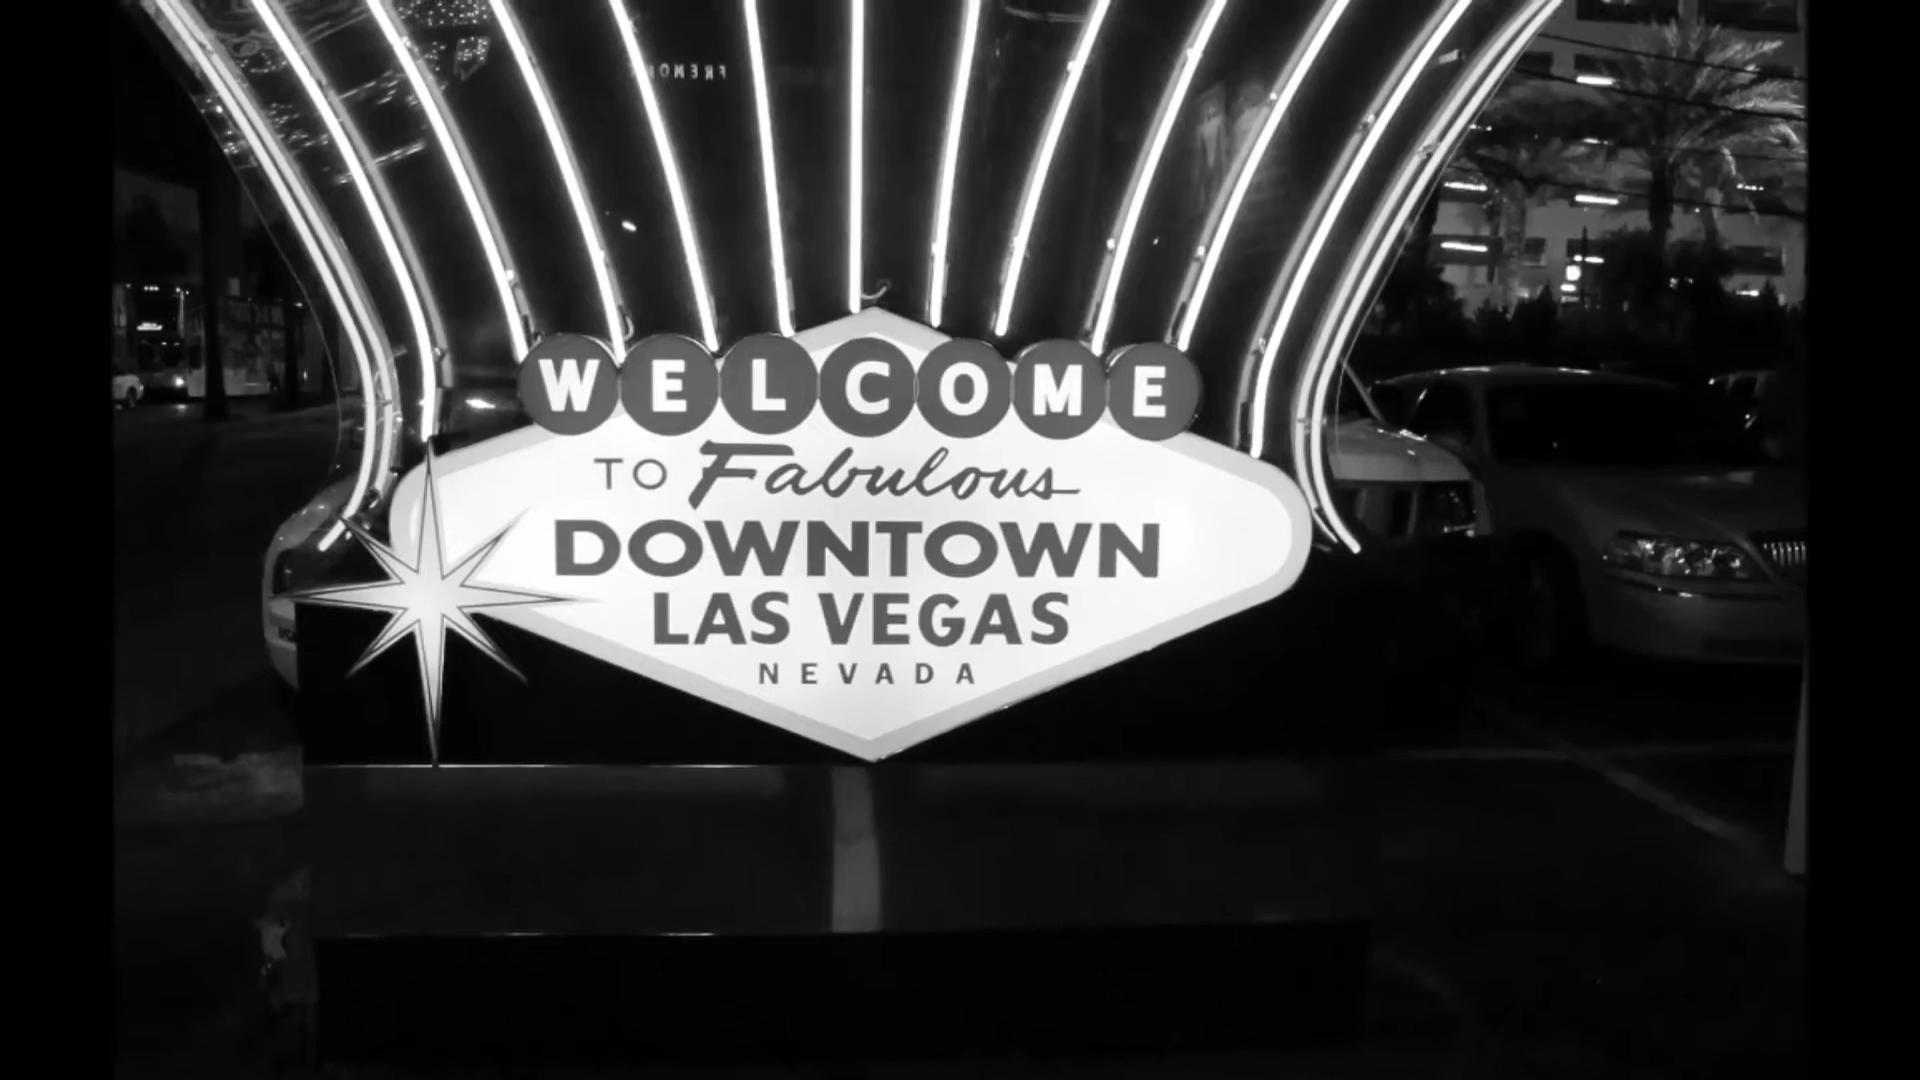 WELCOME
TO Fabulous
DOWNTOWN
LAS VEGAS
NEVADA